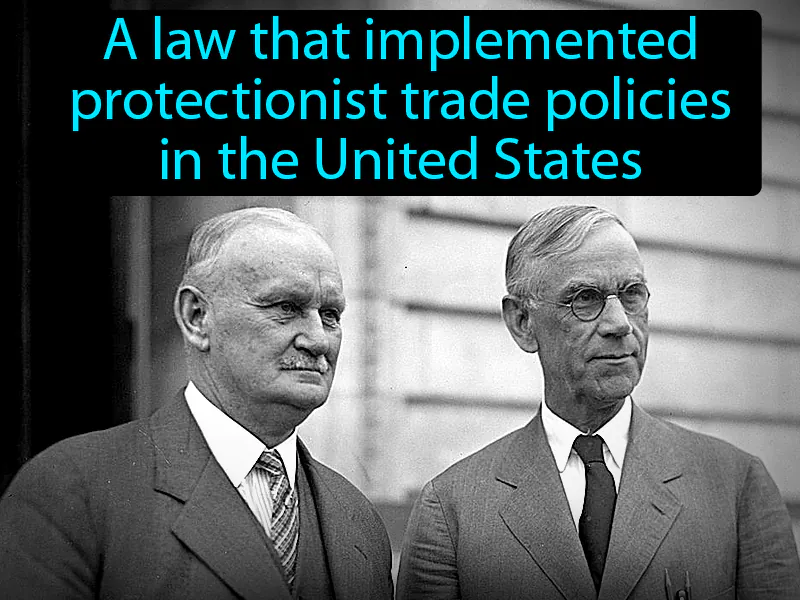 A law that implemented
protectionist trade policies
in the United States